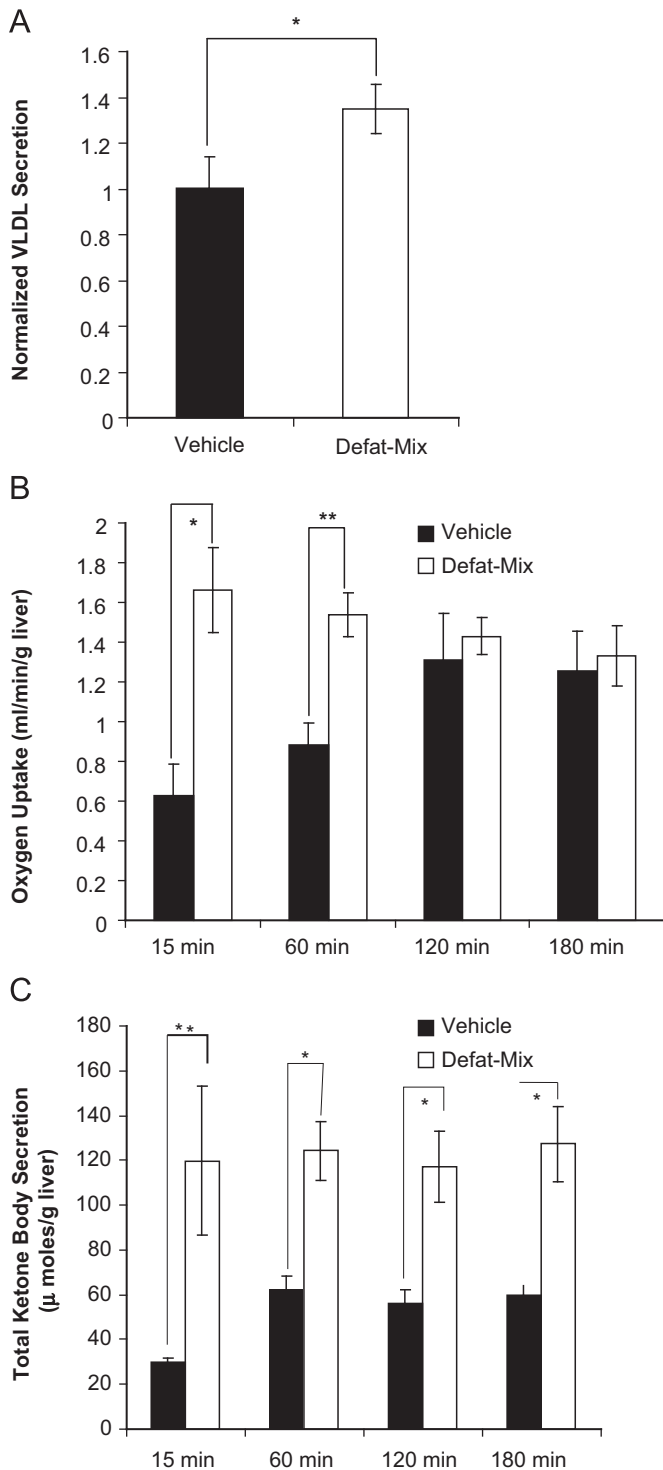 A
*
Normalized VLDL Secretion
1.6
1.4
1.2
1
0.8
0.6
0.4
0.2
0
Vehicle Defat-Mix
B
* **
Vehicle
Defat-Mix
Oxygen Uptake (ml/min/g liver)
2
1.8
1.6
1.4
1.2
1
0.8
0.6
0.4
0.2
0
15 min 60 min 120 min 180 min
C
** * * *
Vehicle
Defat-Mix
Total Ketone Body Secretion
(μ moles/g liver)
180
160
140
120
100
80
60
40
20
0
15 min 60 min 120 min 180 min